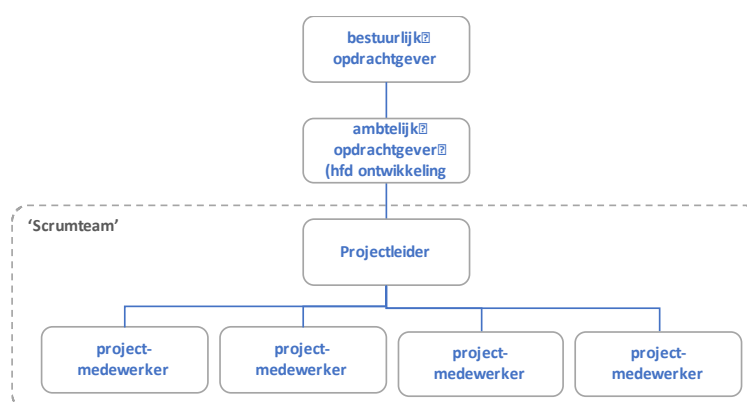 bestuurlijk
opdrachtgever
ambtelijk
opdrachtgever
(hfd ontwikkeling
'Scrumteam'
Projectleider
project-
medewerker
project-
medewerker
project-
medewerker
project-
medewerker